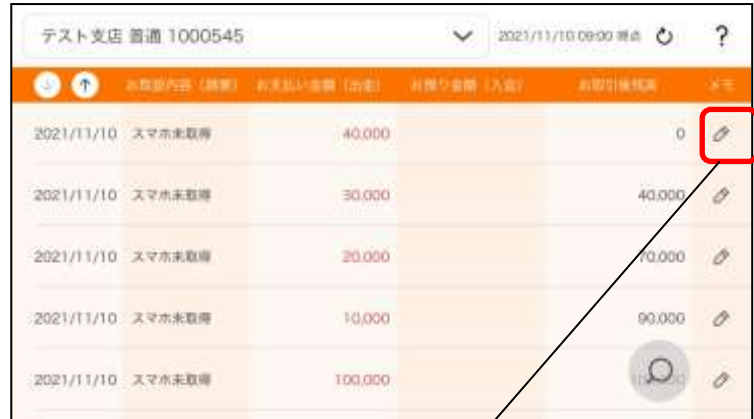 テスト支店 普通 1000545 2021/11/10 09:00 時点 ?
お取扱内容（摘要） お支払い金額（出金） お預り金額（入金） お取引後残高 メモ
2021/11/10 スマホ未取得 40,000 0
2021/11/10 スマホ未取得 30,000 40,000
2021/11/10 スマホ未取得 20,000 70,000
2021/11/10 スマホ未取得 10,000 90,000
2021/11/10 スマホ未取得 100,000